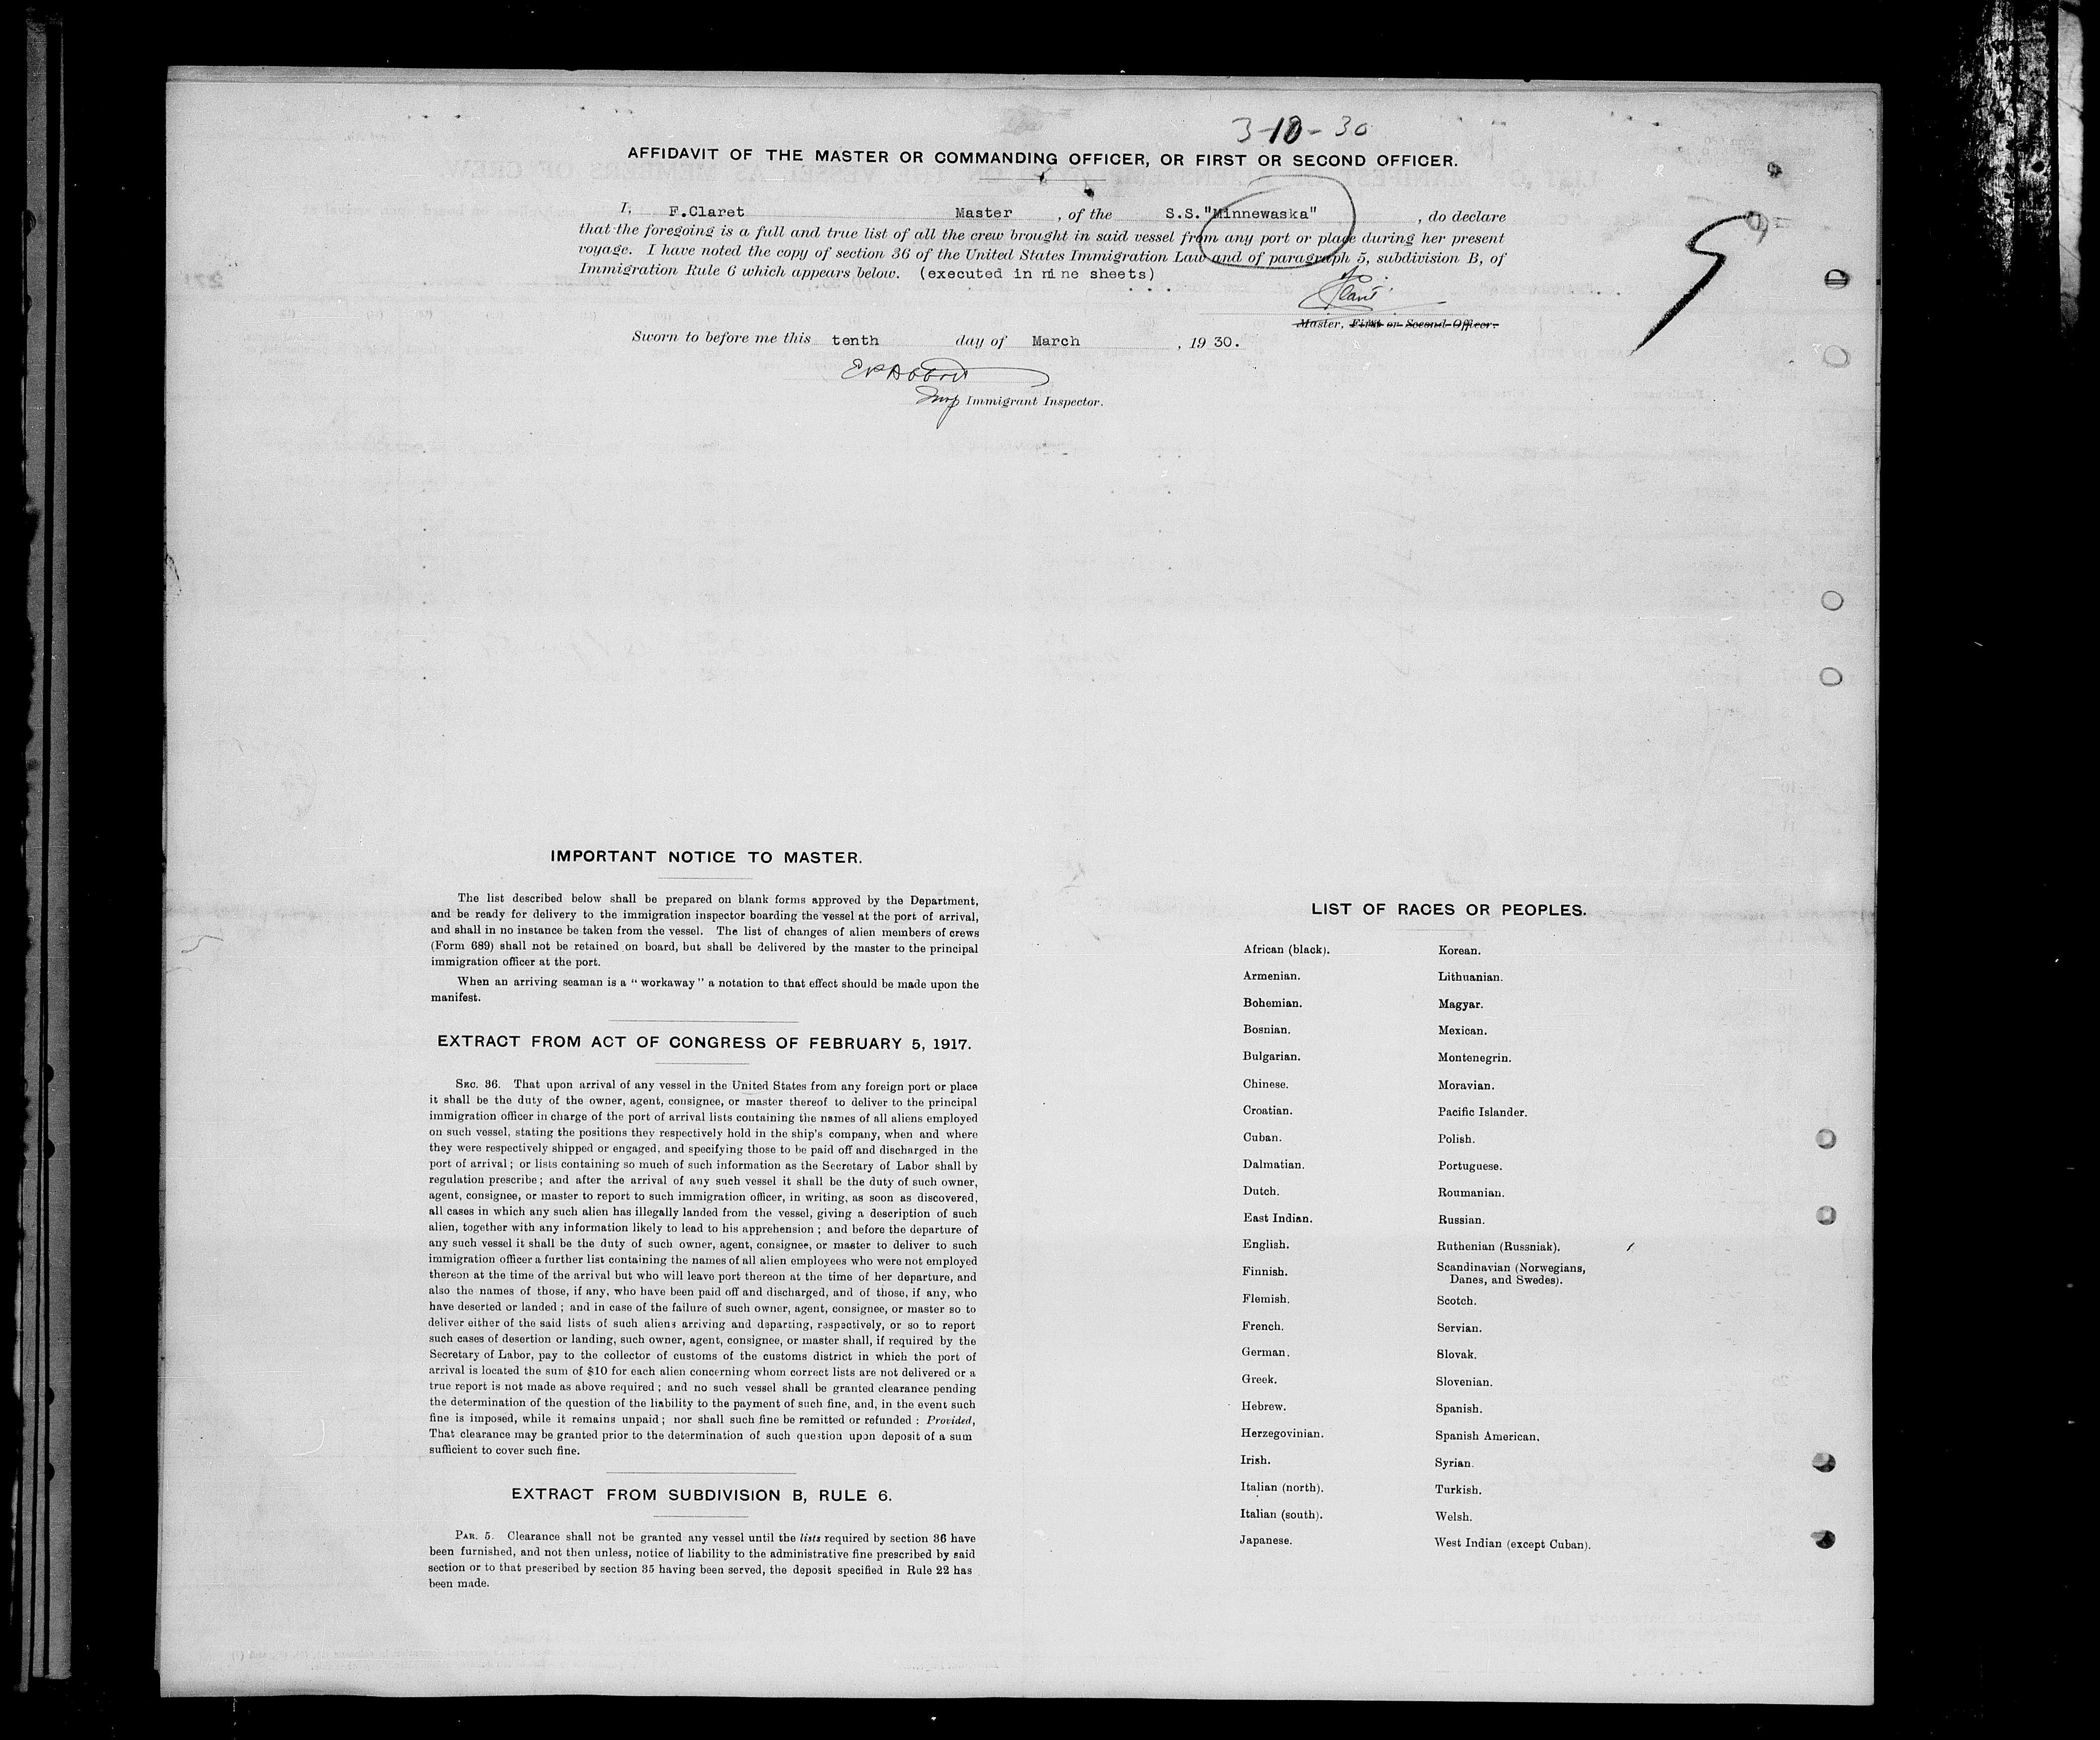 3-10-30
AFFIDAVIT OF THE MASTER OR COMMANDING OFFICER, OR FIRST OR SECOND OFFICER.
I, F.Claret Master , of the S.S."Minnewaska" , do declare
that the foregoing is a full and true list of all the crew brought in said vessel from any port or place during her present
voyage. I have noted the copy of section 36 of the United States Immigration Law and of paragraph 5, subdivision B, of
Immigration Rule 6 which appears below. (executed in nine sheets)
Master, First or Second Officer.
Sworn to before me this tenth day of March , 19 30.
Immigrant Inspector.
IMPORTANT NOTICE TO MASTER.
The list described below shall be prepared on blank forms approved by the Department,
and be ready for delivery to the immigration inspector boarding the vessel at the port of arrival,
and shall in no instance be taken from the vessel. The list of changes of alien members of crews
(Form 689) shall not be retained on board, but shall be delivered by the master to the principal
immigration officer at the port.
When an arriving seaman is a "workaway" a notation to that effect should be made upon the
manifest.
EXTRACT FROM ACT OF CONGRESS OF FEBRUARY 5, 1917.
SEC. 36. That upon arrival of any vessel in the United States from any foreign port or place
it shall be the duty of the owner, agent, consignee, or master thereof to deliver to the principal
immigration officer in charge of the port of arrival lists containing the names of all aliens employed
on such vessel, stating the positions they respectively hold in the ship's company, when and where
they were respectively shipped or engaged, and specifying those to be paid off and discharged in the
port of arrival; or lists containing so much of such information as the Secretary of Labor shall by
regulation prescribe; and after the arrival of any such vessel it shall be the duty of such owner,
agent, consignee, or master to report to such immigration officer, in writing, as soon as discovered,
all cases in which any such alien has illegally landed from the vessel, giving a description of such
alien, together with any information likely to lead to his apprehension; and before the departure of
any such vessel it shall be the duty of such owner, agent, consignee, or master to deliver to such
immigration officer a further list containing the names of all alien employees who were not employed
thereon at the time of the arrival but who will leave port thereon at the time of her departure, and
also the names of those, if any, who have been paid off and discharged, and of those, if any, who
have deserted or landed; and in case of the failure of such owner, agent, consignee, or master so to
deliver either of the said lists of such aliens arriving and departing, respectively, or so to report
such cases of desertion or landing, such owner, agent, consignee, or master shall, if required by the
Secretary of Labor, pay to the collector of customs of the customs district in which the port of
arrival is located the sum of $10 for each alien concerning whom correct lists are not delivered or a
true report is not made as above required; and no such vessel shall be granted clearance pending
the determination of the question of the liability to the payment of such fine, and, in the event such
fine is imposed, while it remains unpaid; nor shall such fine be remitted or refunded: Provided,
That clearance may be granted prior to the determination of such question upon deposit of a sum
sufficient to cover such fine.
EXTRACT FROM SUBDIVISION B, RULE 6.
PAR. 5. Clearance shall not be granted any vessel until the lists required by section 36 have
been furnished, and not then unless, notice of liability to the administrative fine prescribed by said
section or to that prescribed by section 35 having been served, the deposit specified in Rule 22 has
been made.
LIST OF RACES OR PEOPLES.
African (black). Korean.
Armenian. Lithuanian.
Bohemian. Magyar.
Bosnian. Mexican.
Bulgarian. Montenegrin.
Chinese. Moravian.
Croatian. Pacific Islander.
Cuban. Polish.
Dalmatian. Portuguese.
Dutch. Roumanian.
East Indian. Russian.
English. Ruthenian (Russniak).
Finnish. Scandinavian (Norwegians,
Danes, and Swedes).
Flemish. Scotch.
French. Servian.
German. Slovak.
Greek. Slovenian.
Hebrew. Spanish.
Herzegovinian. Spanish American.
Irish. Syrian.
Italian (north). Turkish.
Italian (south). Welsh.
Japanese. West Indian (except Cuban).